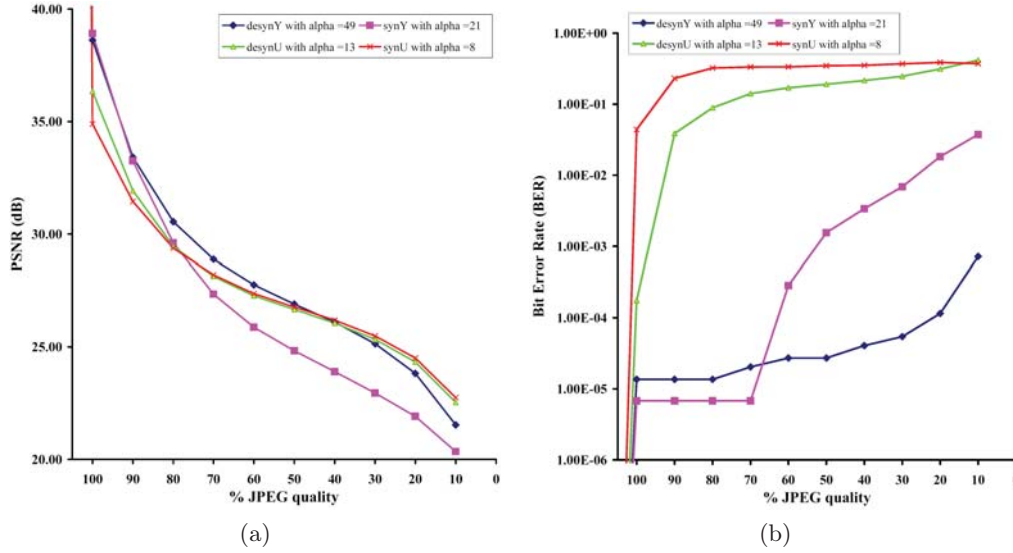 desynY with alpha =49
synY with alpha =21
desynU with alpha =13
synU with alpha =8
40.00
35.00
30.00
25.00
20.00
PSNR (dB)
100 90 80 70 60 50 40 30 20 10 0
% JPEG quality
(a)
desynY with alpha =49
synY with alpha =21
desynU with alpha =13
synU with alpha =8
1.00E+00
1.00E-01
1.00E-02
1.00E-03
1.00E-04
1.00E-05
1.00E-06
Bit Error Rate (BER)
100 90 80 70 60 50 40 30 20 10
% JPEG quality
(b)